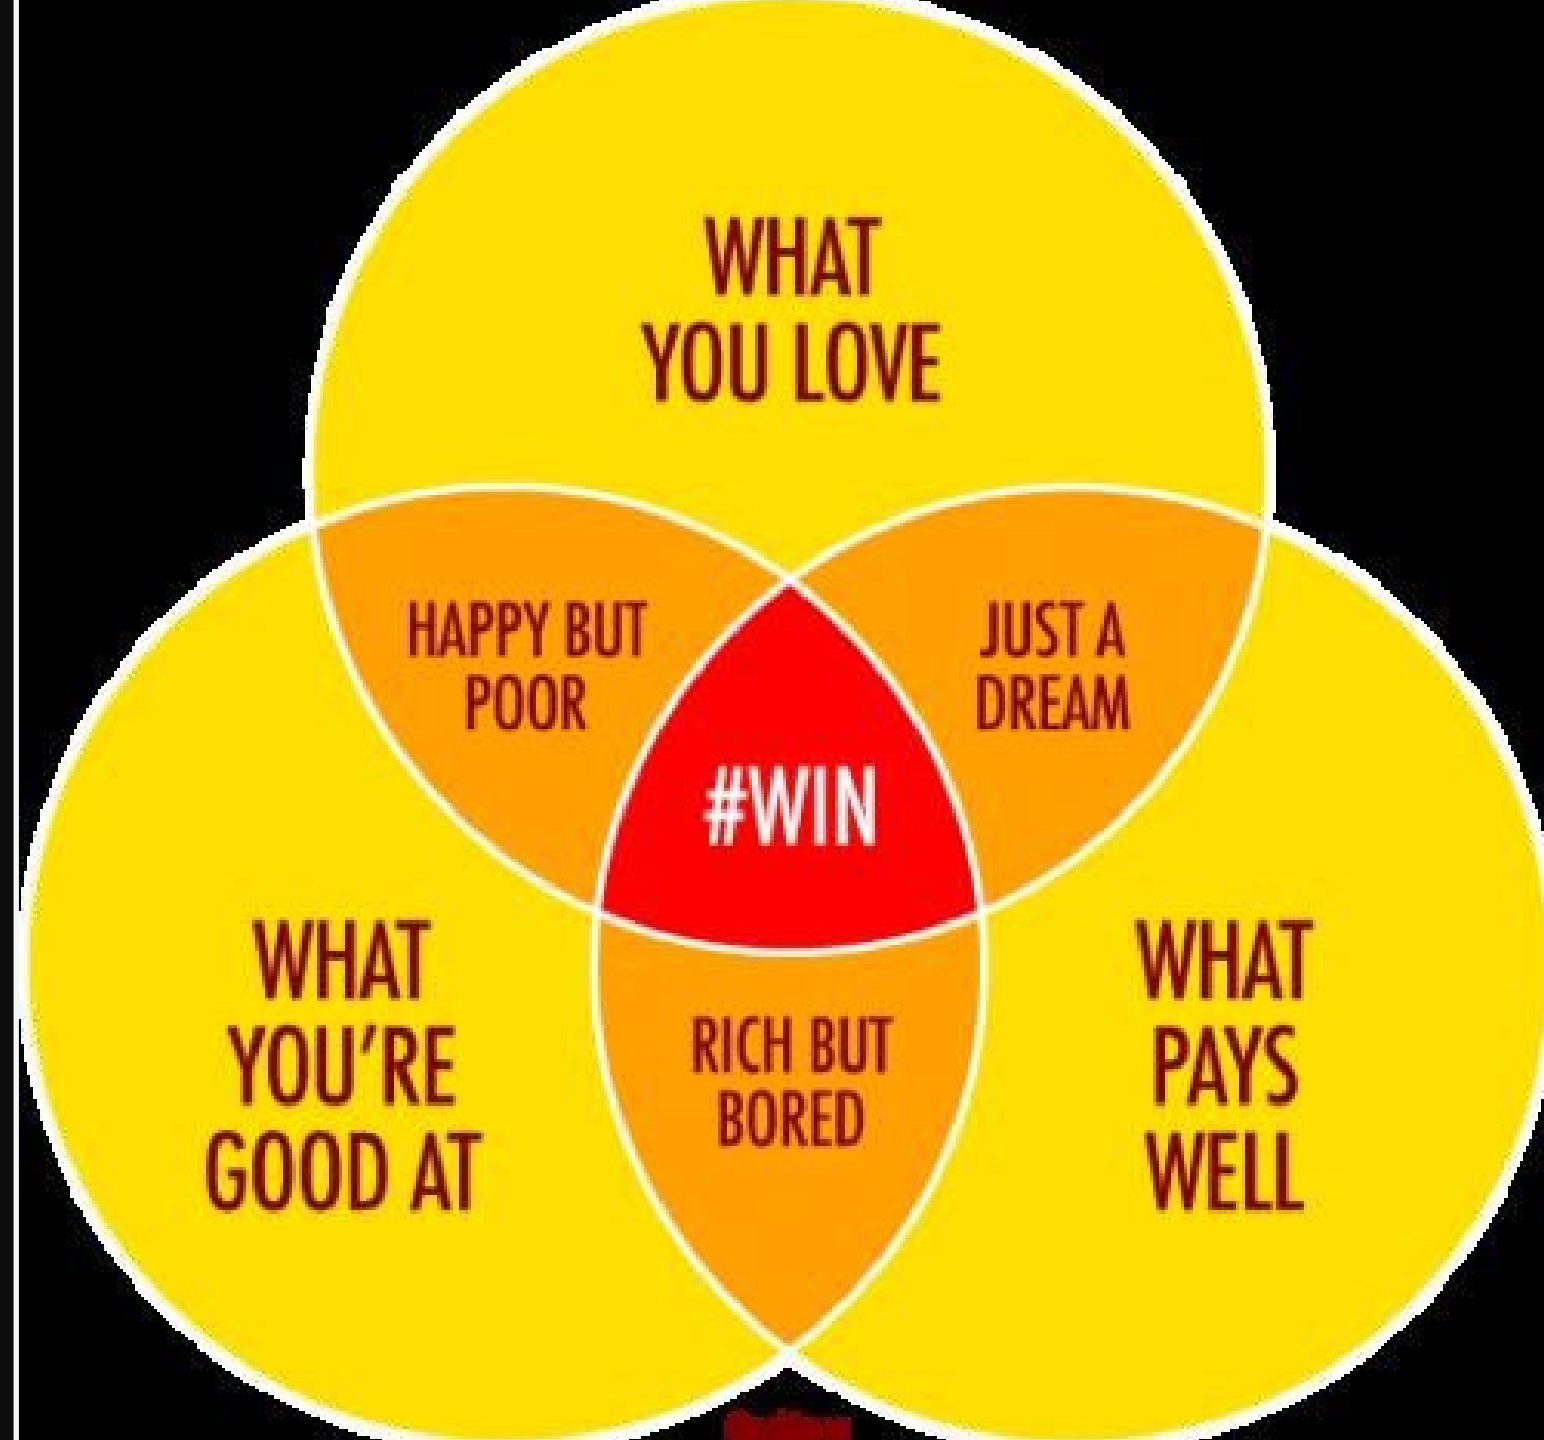 WHAT
YOU LOVE
HAPPY BUT
POOR
JUST A
DREAM
#WIN
WHAT
YOU'RE
GOOD AT
RICH BUT
BORED
WHAT
PAYS
WELL